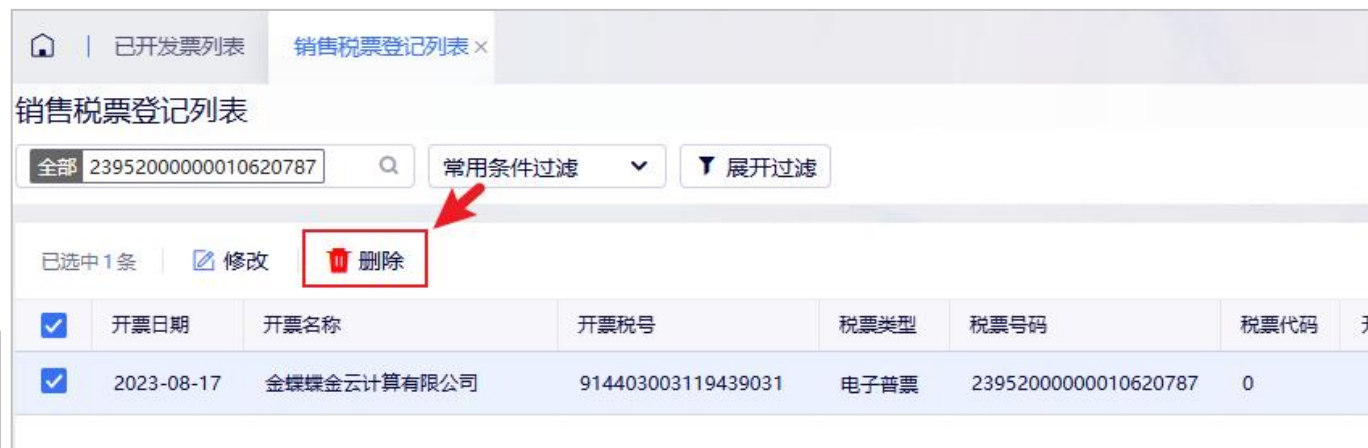 已开发票列表 销售税票登记列表 ×
销售税票登记列表
全部 23952000000010620787 常用条件过滤 展开过滤
已选中1条 修改 删除
开票日期 开票名称 开票税号 税票类型 税票号码 税票代码
2023-08-17 金蝶蝶金云计算有限公司 914403003119439031 电子普票 23952000000010620787 0